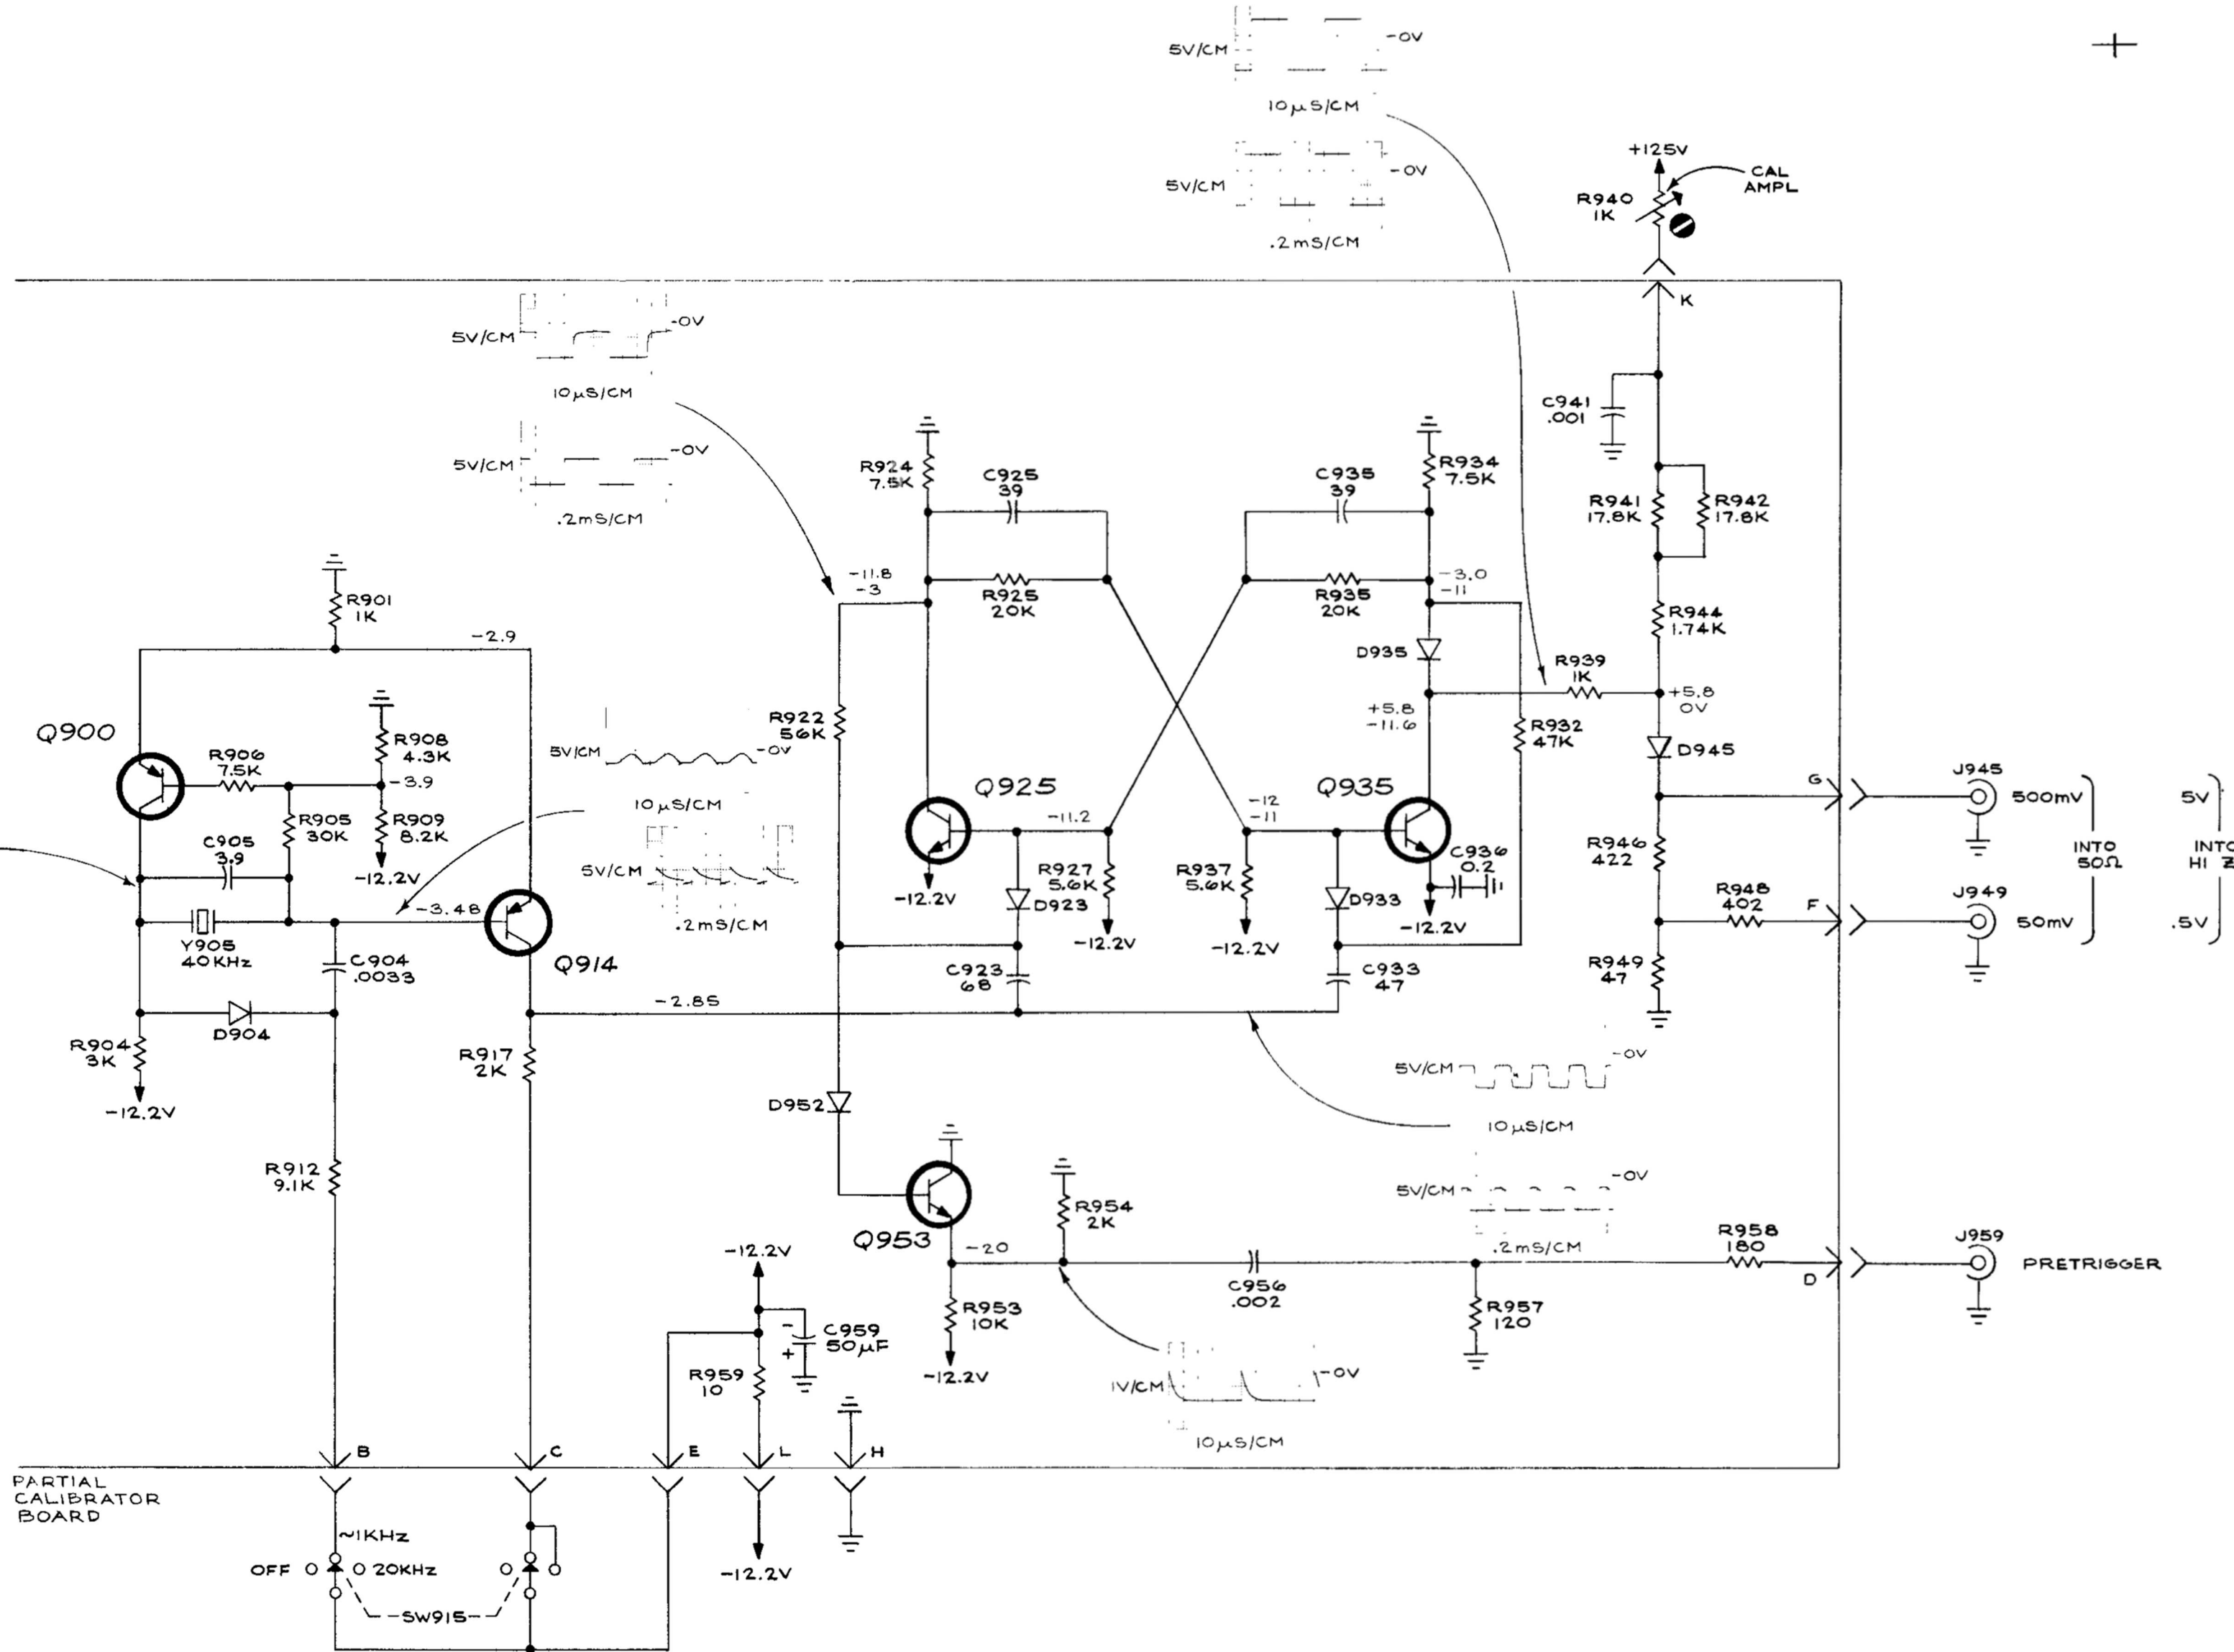 5V/CM
-0V
10µS/CM
5V/CM
-0V
.2mS/CM
+125V
CAL
AMPL
R940
1K
K
5V/CM
-0V
10µS/CM
5V/CM
-0V
.2mS/CM
C941
.001
R924
7.5K
C925
39
C935
39
R934
7.5K
R941
17.8K
R942
17.8K
-11.8
-3
R925
20K
R935
20K
-3.0
-11
R901
1K
-2.9
R944
1.74K
D935
R939
1K
+5.8
0V
+5.8
-11.6
R922
56K
R932
47K
D945
Q900
R906
7.5K
R908
4.3K
-3.9
5V/CM
-0V
10µS/CM
Q925
Q935
-12
-11
-11.2
G
J945
500mV
5V
R905
30K
R909
8.2K
C905
3.9
-12.2V
5V/CM
.2mS/CM
-12.2V
R927
5.6K
D923
-12.2V
R937
5.6K
-12.2V
D933
C936
0.2
-12.2V
R946
422
INTO
50Ω
INTO
HI Z
R948
402
F
J949
50mV
.5V
-3.48
Y905
40KHz
C904
.0033
Q914
C923
68
C933
47
R949
47
-2.85
D904
R904
3K
-12.2V
R917
2K
5V/CM
-0V
10µS/CM
D952
R912
9.1K
5V/CM
-0V
.2mS/CM
Q953
-20
R954
2K
C956
.002
R958
180
D
J959
PRETRIGGER
-12.2V
R953
10K
-12.2V
R957
120
-
+
C959
50µF
R959
10
1V/CM
-0V
10µS/CM
B
C
E
L
H
PARTIAL
CALIBRATOR
BOARD
~1KHz
OFF
20KHz
-12.2V
SW915